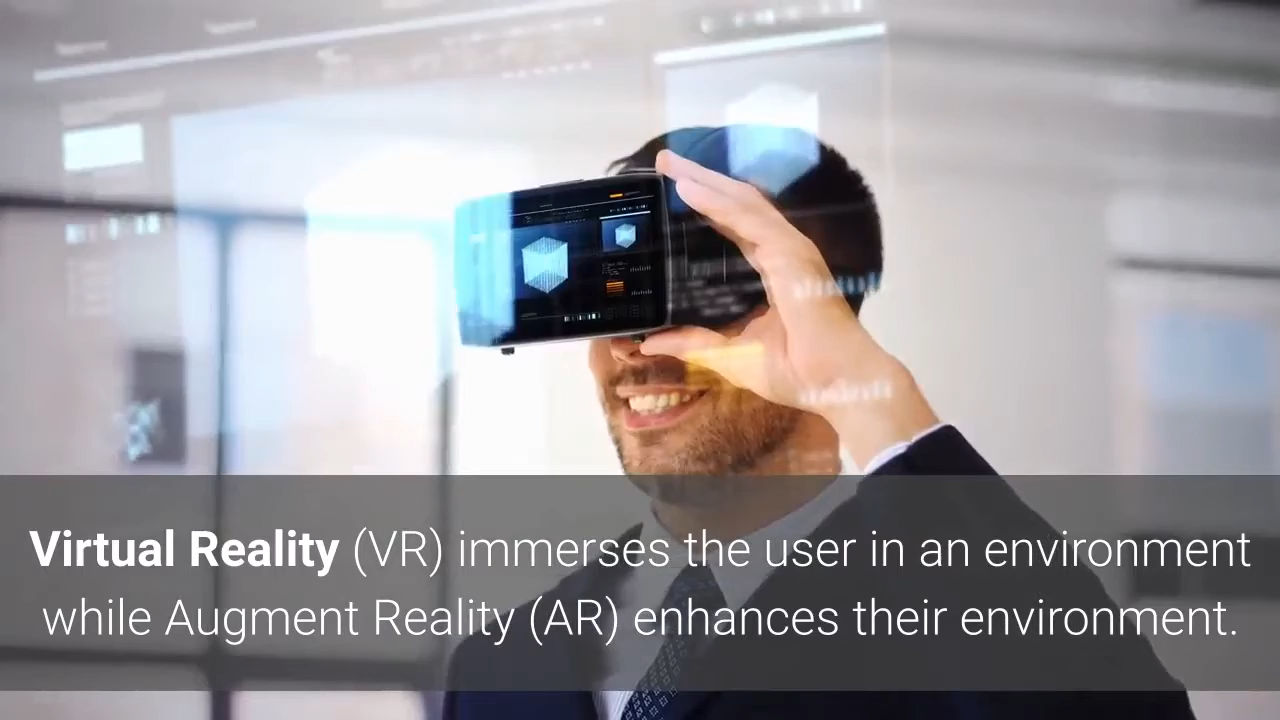 Virtual Reality (VR) immerses the user in an environment
while Augment Reality (AR) enhances their environment.